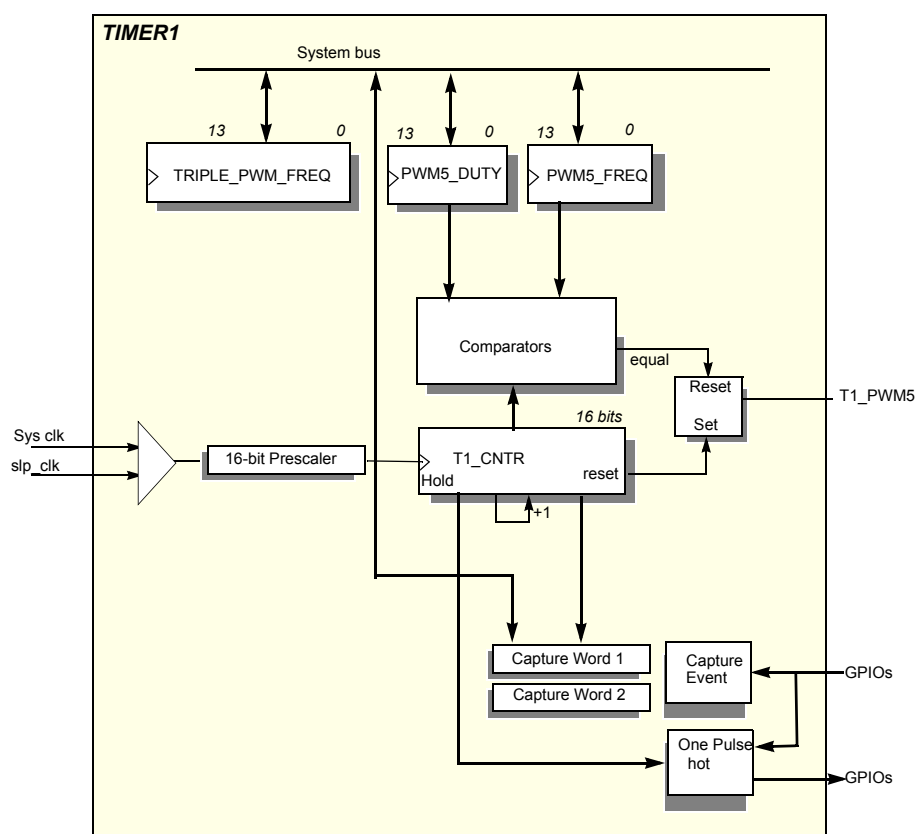 TIMER1
System bus
13 0
13 0
13 0
TRIPLE_PWM_FREQ
PWM5_DUTY
PWM5_FREQ
Comparators
equal
Reset
Set
T1_PWM5
16 bits
Sys clk
slp_clk
16-bit Prescaler
T1_CNTR
Hold
reset
+1
Capture Word 1
Capture Word 2
Capture
Event
GPIOs
One Pulse
hot
GPIOs